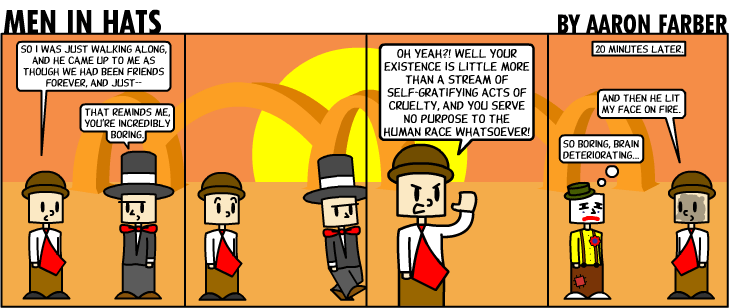 MEN IN HATS
BY AARON FARBER
SO I WAS JUST WALKING ALONG,
AND HE CAME UP TO ME AS
THOUGH WE HAD BEEN FRIENDS
FOREVER, AND JUST--
THAT REMINDS ME,
YOU'RE INCREDIBLY
BORING.
OH YEAH?! WELL YOUR
EXISTENCE IS LITTLE MORE
THAN A STREAM OF
SELF-GRATIFYING ACTS OF
CRUELTY, AND YOU SERVE
NO PURPOSE TO THE
HUMAN RACE WHATSOEVER!
20 MINUTES LATER.
AND THEN HE LIT
MY FACE ON FIRE.
SO BORING, BRAIN
DETERIORATING...